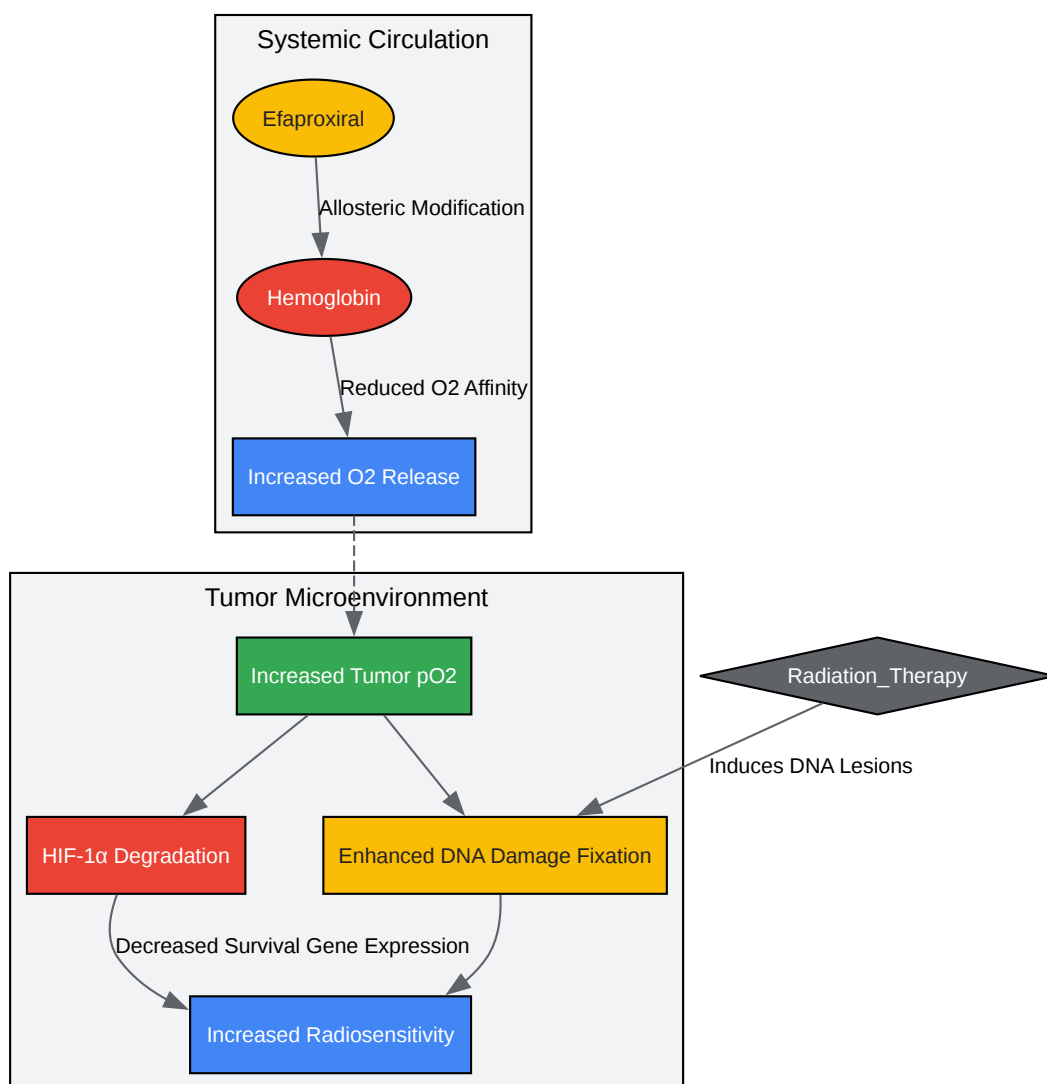 Systemic Circulation
Efaproxiral
Allosteric Modification
Hemoglobin
Reduced O2 Affinity
Increased O2 Release
Tumor Microenvironment
Increased Tumor pO2
Radiation_Therapy
Induces DNA Lesions
HIF-1α Degradation
Enhanced DNA Damage Fixation
Decreased Survival Gene Expression
Increased Radiosensitivity